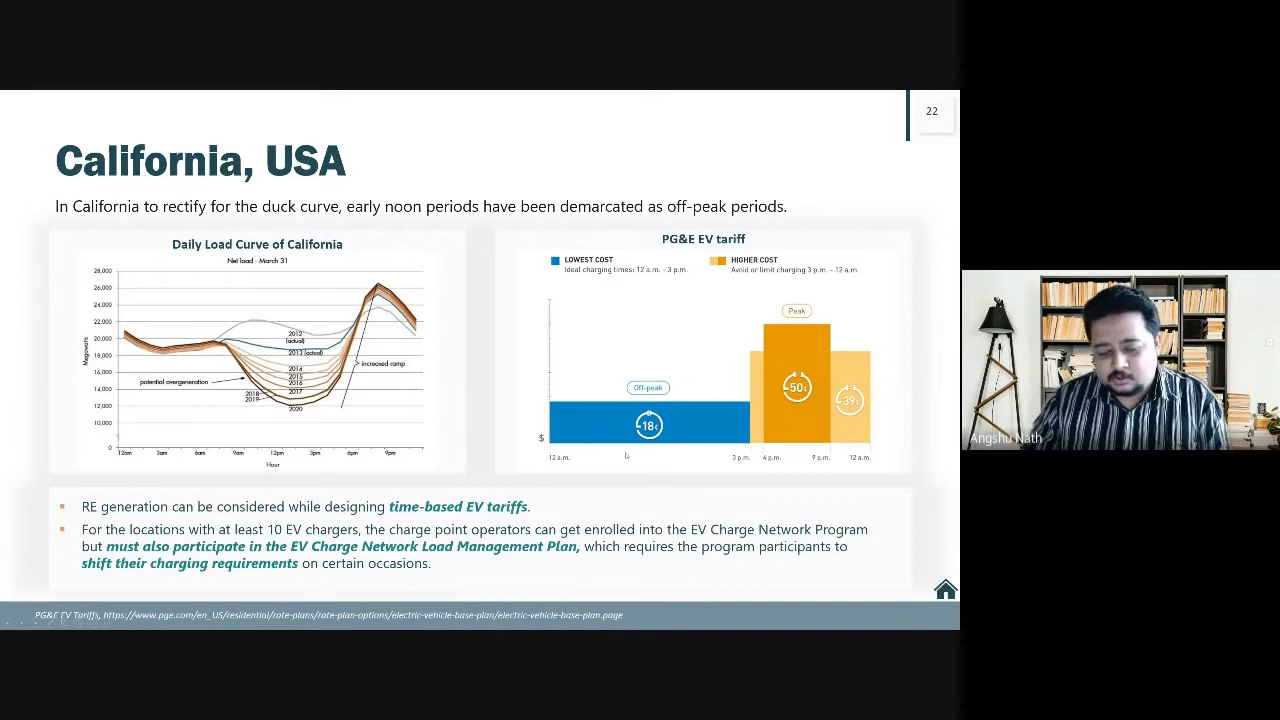 22
California, USA
In California to rectify for the duck curve, early noon periods have been demarcated as off-peak periods.
Daily Load Curve of California
Net load - March 31
28,000
26,000
24,000
22,000
20,000
18,000
16,000
14,000
12,000
10,000
0
Megawatts
2012
(actual)
2013 (actual)
2014
2015
2016
2017
2018
2019
2020
potential overgeneration
increased ramp
12am 3am 6am 9am 12pm 3pm 6pm 9pm
Hour
PG&E EV tariff
LOWEST COST
Ideal charging times: 12 a.m. - 3 p.m.
HIGHER COST
Avoid or limit charging 3 p.m. - 12 a.m.
Peak
Off-peak
50¢
39¢
18¢
$
12 a.m. 3 p.m. 4 p.m. 9 p.m. 12 a.m.
▪ RE generation can be considered while designing time-based EV tariffs.
▪ For the locations with at least 10 EV chargers, the charge point operators can get enrolled into the EV Charge Network Program
but must also participate in the EV Charge Network Load Management Plan, which requires the program participants to
shift their charging requirements on certain occasions.
PG&E EV Tariffs, https://www.pge.com/en_US/residential/rate-plans/rate-plan-options/electric-vehicle-base-plan/electric-vehicle-base-plan.page
Angshu Nath